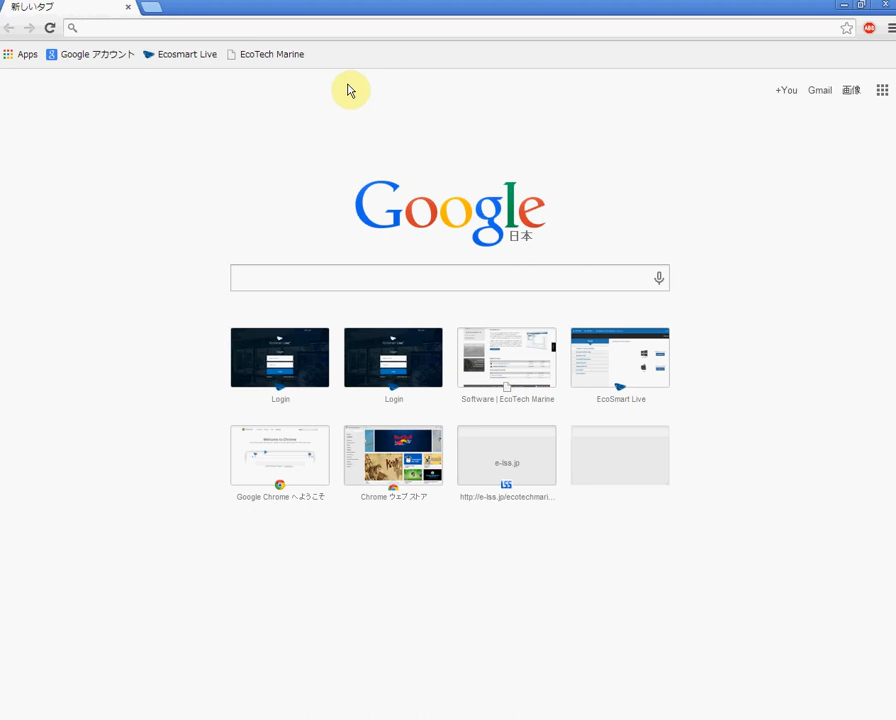 新しいタブ
Apps Google アカウント Ecosmart Live EcoTech Marine
+You Gmail 画像
Google
日本
Login Login Software | EcoTech Marine EcoSmart Live
e-lss.jp
LSS
Google Chrome へようこそ Chrome ウェブ ストア http://e-lss.jp/ecotechmari...